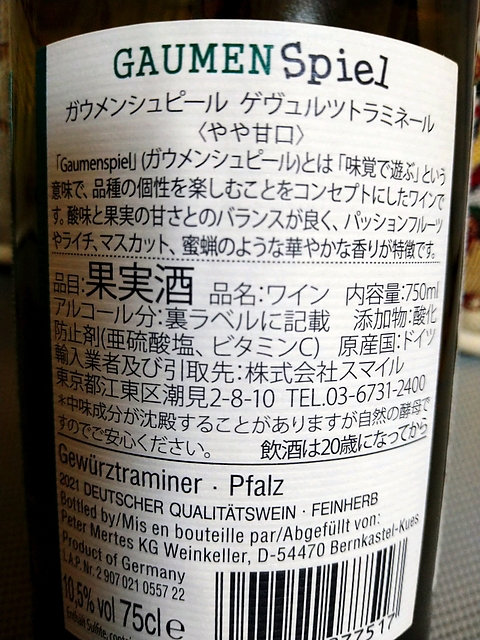 GAUMENSpiel
ガウメンシュピール ゲヴュルツトラミネール
〈やや甘口〉
「Gaumenspiel」(ガウメンシュピール)とは「味覚で遊ぶ」という
意味で、品種の個性を楽しむことをコンセプトにしたワインで
す。酸味と果実の甘さとのバランスが良く、パッションフルーツ
やライチ、マスカット、蜜蝋のような華やかな香りが特徴です。
品目:果実酒 品名:ワイン 内容量:750ml
アルコール分:裏ラベルに記載 添加物:酸化
防止剤(亜硫酸塩、ビタミンC) 原産国:ドイツ
輸入業者及び引取先:株式会社スマイル
東京都江東区潮見2-8-10 TEL.03-6731-2400
*中味成分が沈殿することがありますが自然の酵母で
すのでご安心ください。 飲酒は20歳になってから
Gewürztraminer · Pfalz
2021 DEUTSCHER QUALITÄTSWEIN · FEINHERB
Bottled by/Mis en bouteille par/Abgefüllt von:
Peter Mertes KG Weinkeller, D-54470 Bernkastel-Kues
Product of Germany
L.A.P. Nr. 2 907 021 0557 22
10,5% vol 75cl e
Enthält Sulfite,